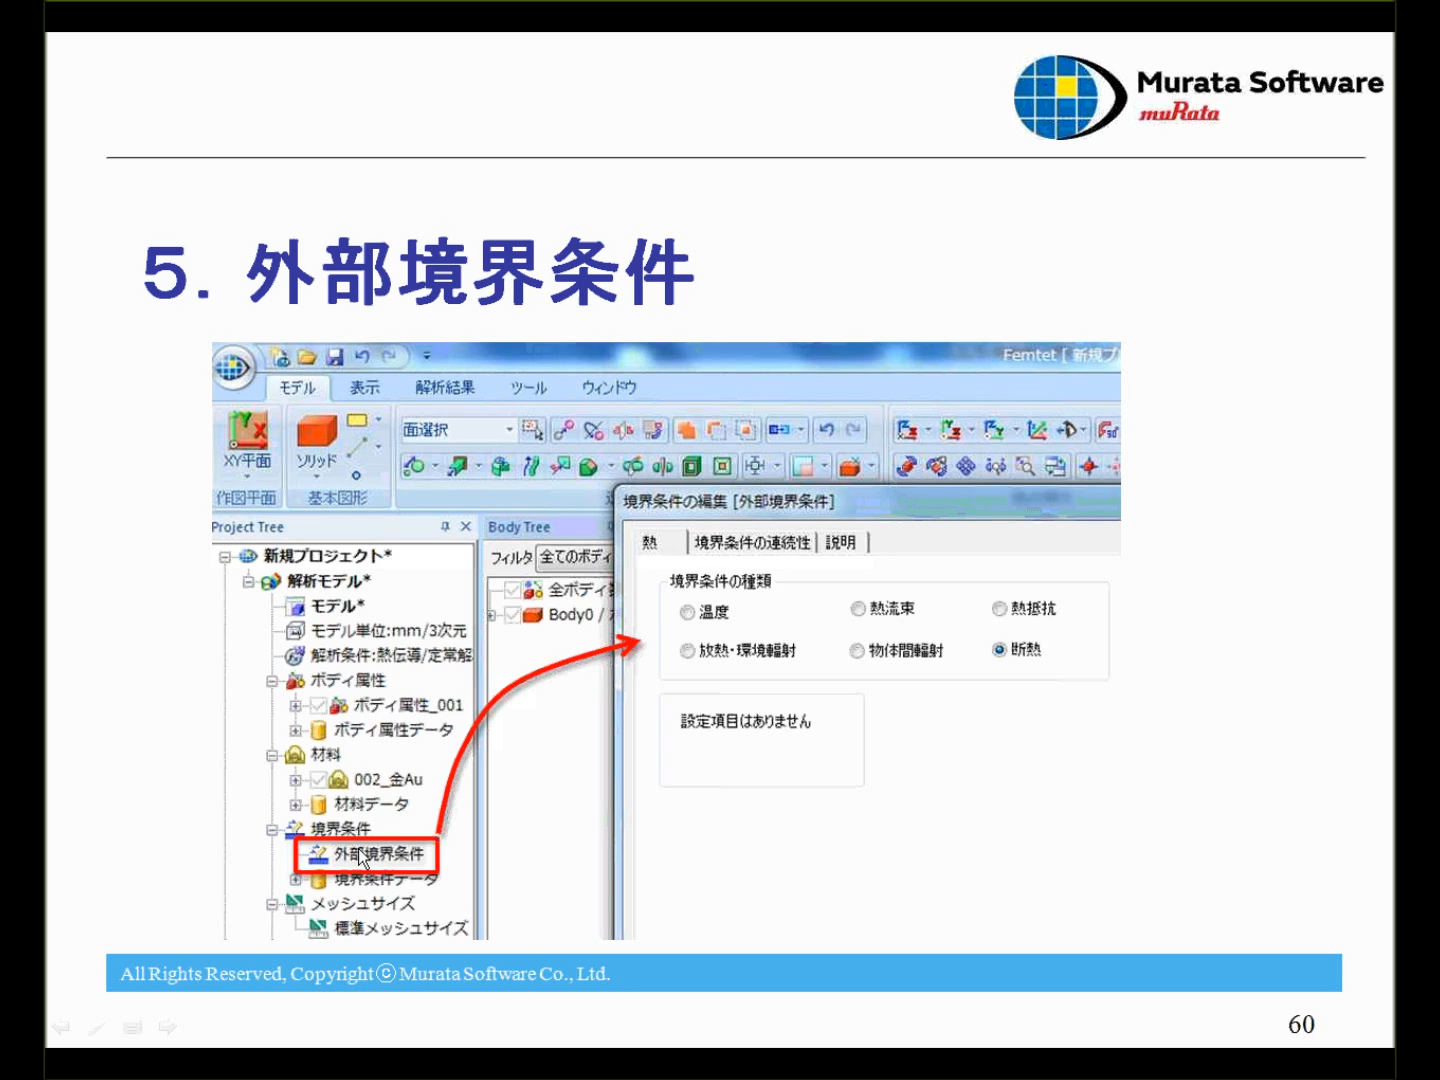 Murata Software
muRata
５．外部境界条件
Femtet [ 新規プ
モデル 表示 解析結果 ツール ウィンドウ
面選択
XY平面 ソリッド
作図平面 基本図形
境界条件の編集 [外部境界条件]
Project Tree
Body Tree
熱 境界条件の連続性 説明
フィルタ 全てのボディ
新規プロジェクト*
解析モデル*
モデル*
モデル単位:mm/3次元
解析条件:熱伝導/定常解
ボディ属性
ボディ属性_001
ボディ属性データ
材料
002_金Au
材料データ
境界条件
外部境界条件
境界条件データ
メッシュサイズ
標準メッシュサイズ
全ボディ
Body0 /
境界条件の種類
温度 熱流束 熱抵抗
放熱・環境輻射 物体間輻射 断熱
設定項目はありません
All Rights Reserved, Copyright ⓒ Murata Software Co., Ltd.
60